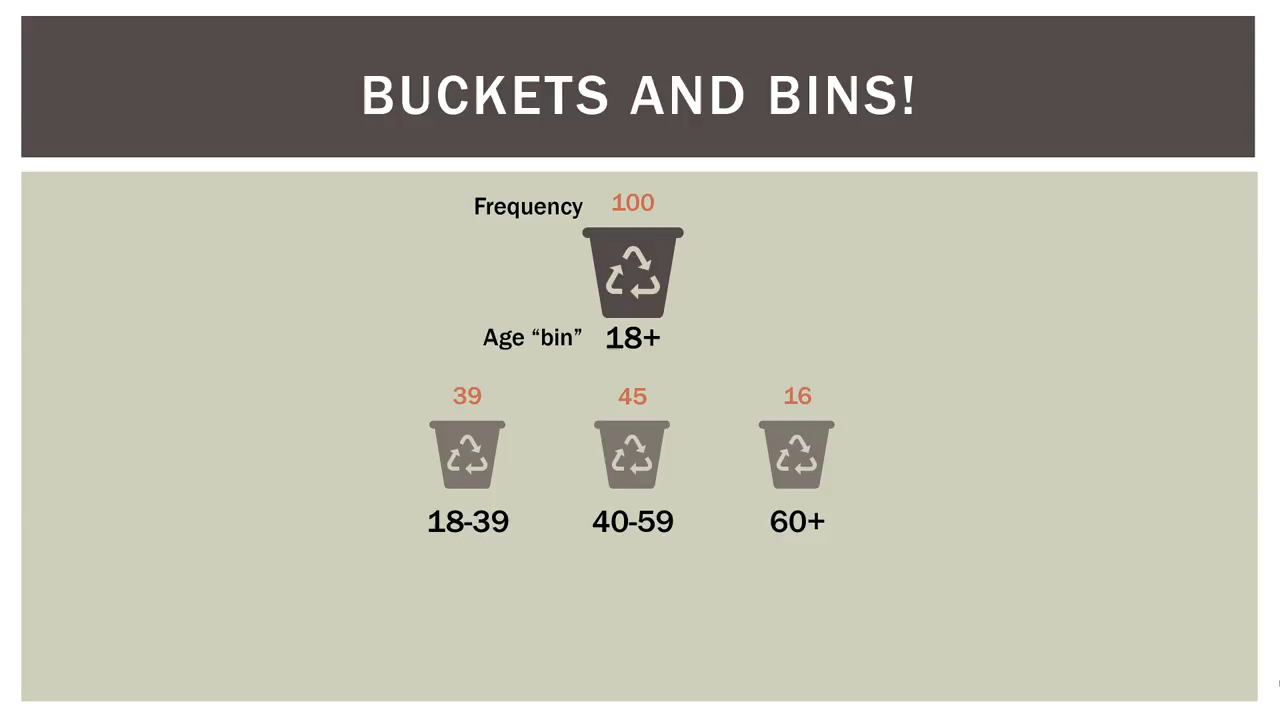 BUCKETS AND BINS!
Frequency 100
Age “bin” 18+
39 45 16
18-39 40-59 60+